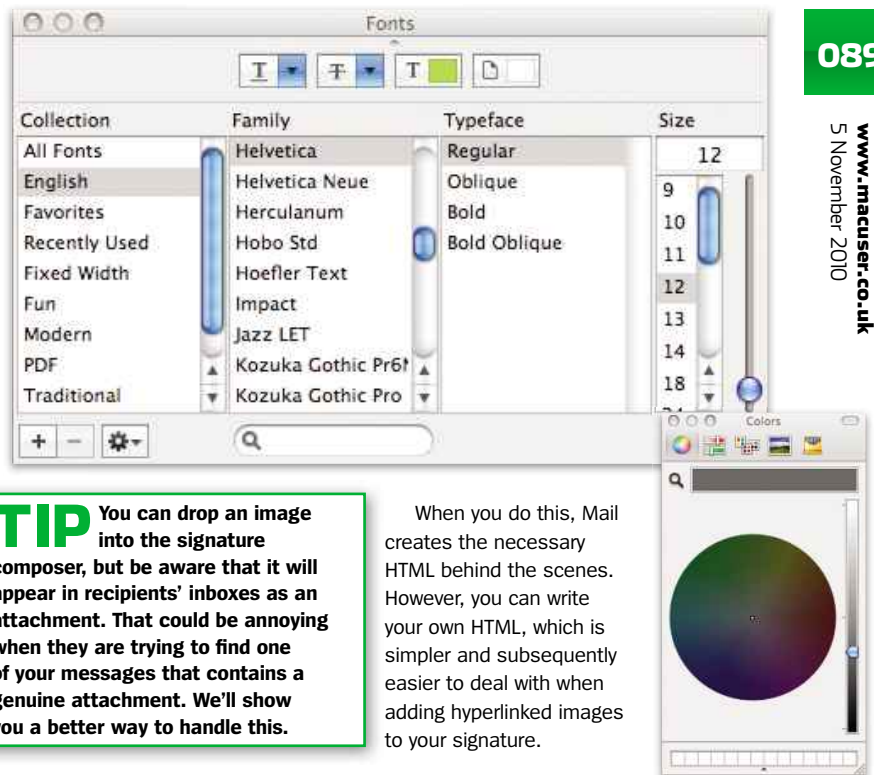 Fonts
T T T
Collection Family Typeface Size
All Fonts Helvetica Regular 12
English Helvetica Neue Oblique 9
Favorites Herculanum Bold 10
Recently Used Hobo Std Bold Oblique 11
Fixed Width Hoefler Text 12
Fun Impact 13
Modern Jazz LET 14
PDF Kozuka Gothic Pr6N 18
Traditional Kozuka Gothic Pro
Colors
089
www.macuser.co.uk
5 November 2010
TIP You can drop an image
into the signature
composer, but be aware that it will
appear in recipients' inboxes as an
attachment. That could be annoying
when they are trying to find one
of your messages that contains a
genuine attachment. We'll show
you a better way to handle this.
When you do this, Mail
creates the necessary
HTML behind the scenes.
However, you can write
your own HTML, which is
simpler and subsequently
easier to deal with when
adding hyperlinked images
to your signature.